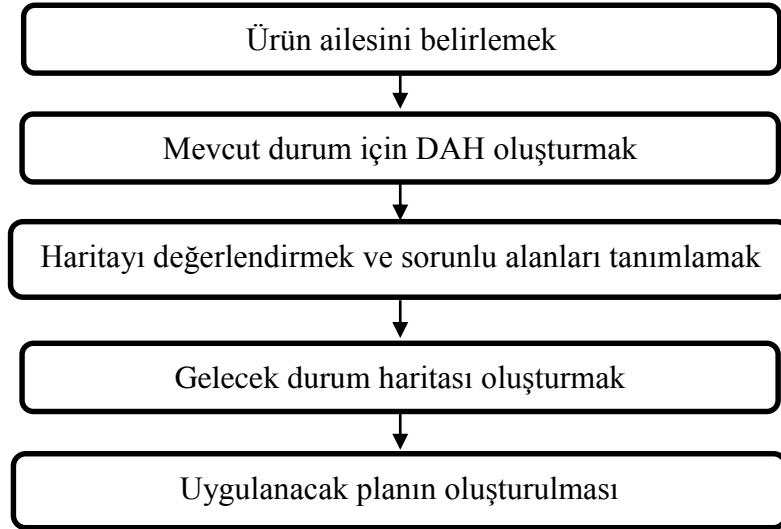 Ürün ailesini belirlemek
Mevcut durum için DAH oluşturmak
Haritayı değerlendirmek ve sorunlu alanları tanımlamak
Gelecek durum haritası oluşturmak
Uygulanacak planın oluşturulması